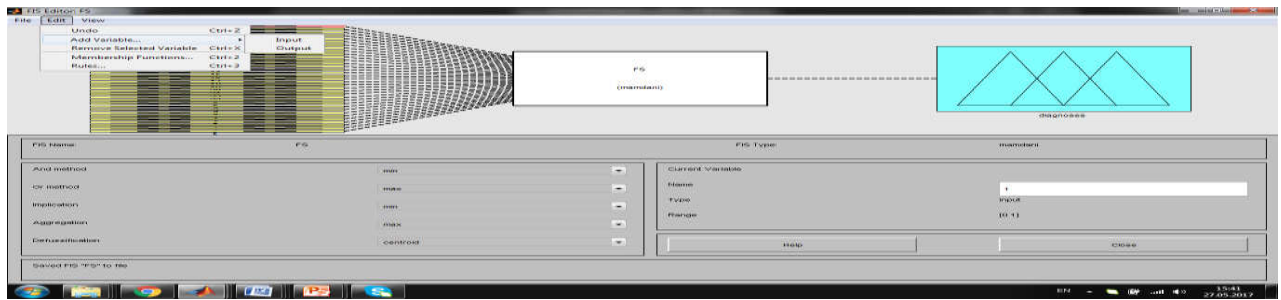 FIS Editor: FS
File Edit View
Undo Ctrl+Z
Add Variable...
Input
Output
Remove Selected Variable Ctrl+X
Membership Functions... Ctrl+2
Rules... Ctrl+3
FS
(mamdani)
diagnoses
FIS Name: FS
FIS Type: mamdani
And method min
Or method max
Implication min
Aggregation max
Defuzzification centroid
Current Variable
Name
Type input
Range [0 1]
Help
Close
Saved FIS "FS" to file
EN
15:41
27.05.2017